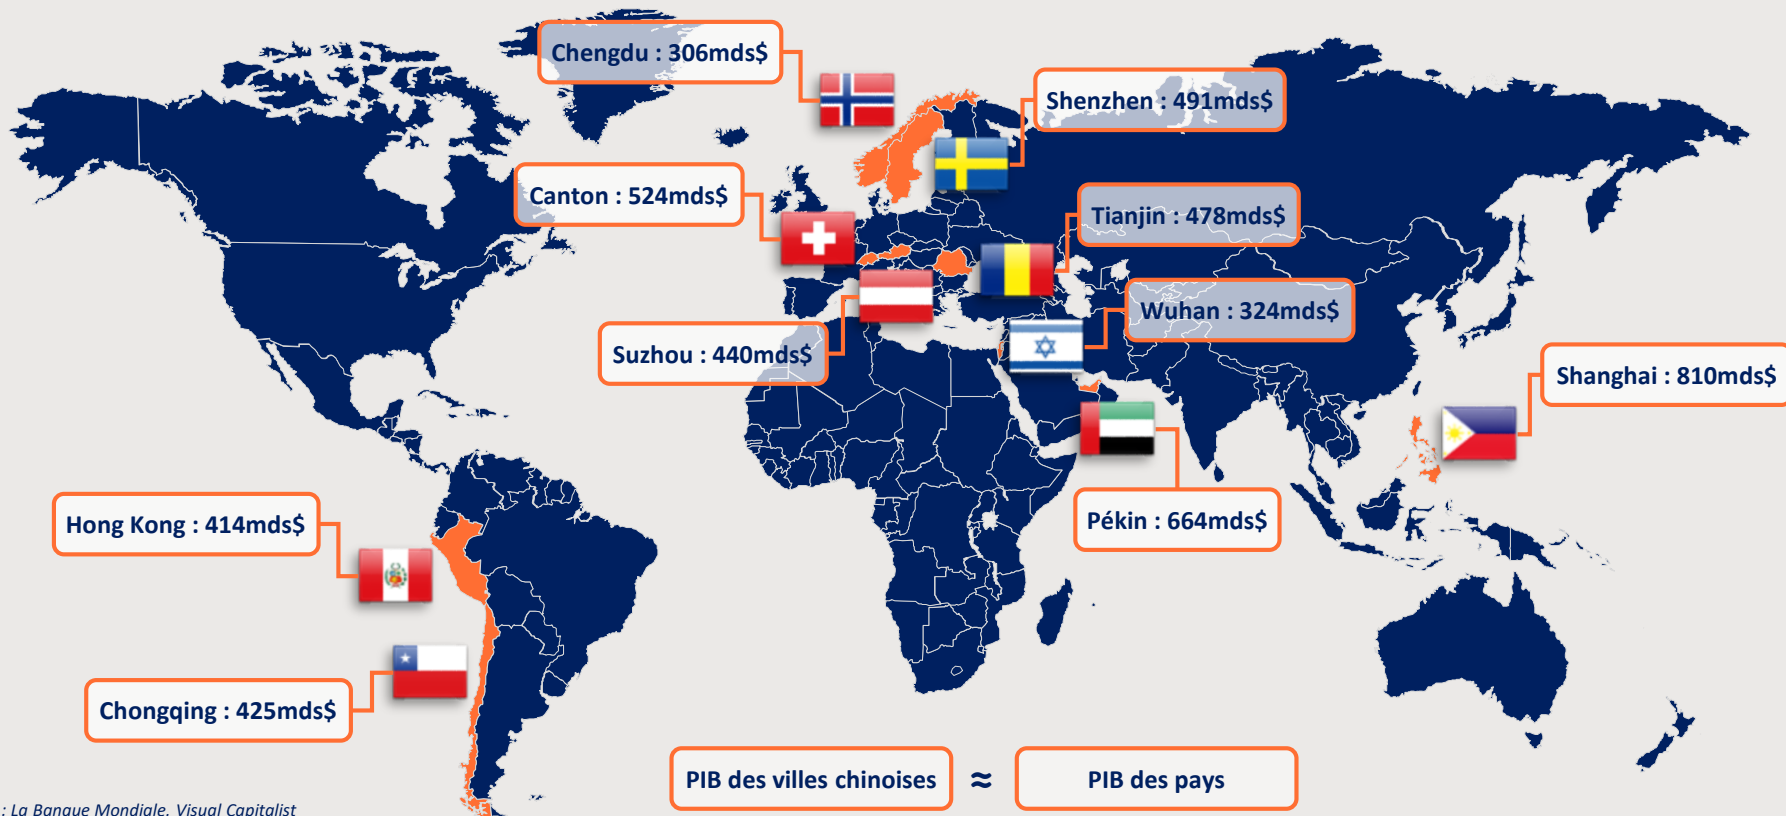 Chengdu : 306mds$
Shenzhen : 491mds$
Canton : 524mds$
Tianjin : 478mds$
Wuhan : 324mds$
Suzhou : 440mds$
Shanghai : 810mds$
Hong Kong : 414mds$
Pékin : 664mds$
Chongqing : 425mds$
PIB des villes chinoises ≈ PIB des pays
: La Banque Mondiale, Visual Capitalist